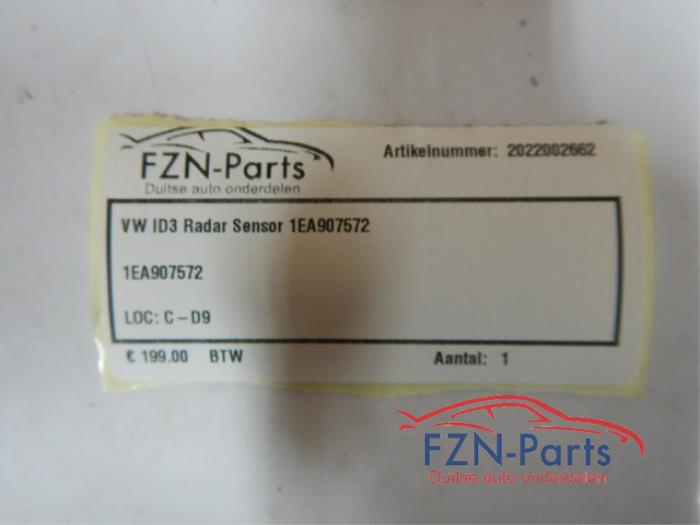 FZN-Parts
Duitse auto onderdelen
Artikelnummer: 2022002662
VW ID3 Radar Sensor 1EA907572
1EA907572
LOC: C-D9
€ 199.00 BTW
Aantal: 1
FZN-Parts
Duitse auto onderdelen